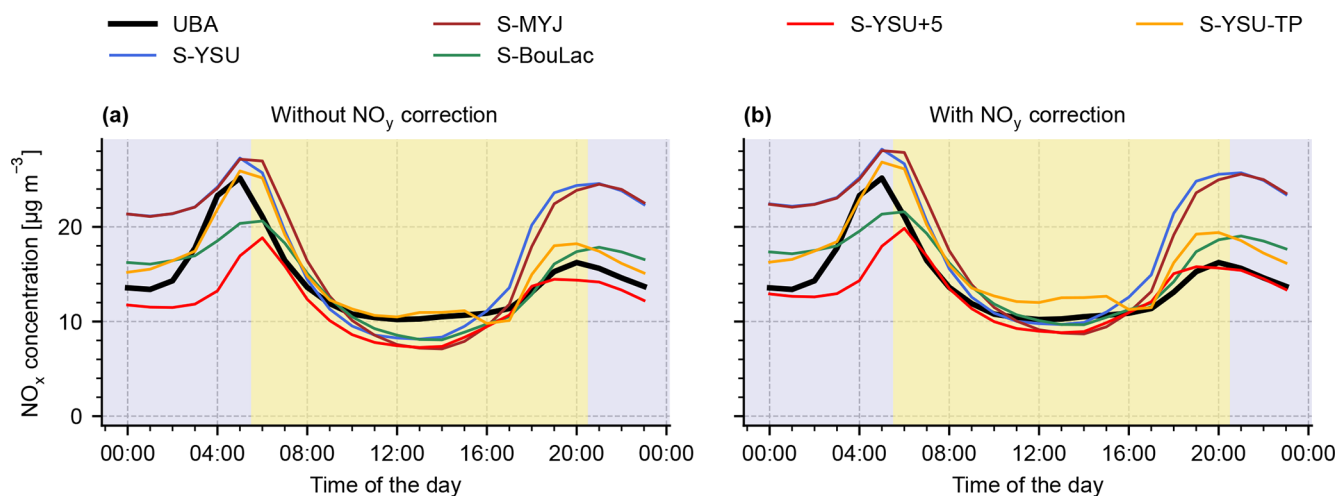 UBA S-MYJ S-YSU+5 S-YSU-TP
S-YSU S-BouLac
(a) Without NOy correction (b) With NOy correction
NOx concentration [µg m⁻³]
20
10
0
00:00 04:00 08:00 12:00 16:00 20:00 00:00 00:00 04:00 08:00 12:00 16:00 20:00 00:00
Time of the day Time of the day